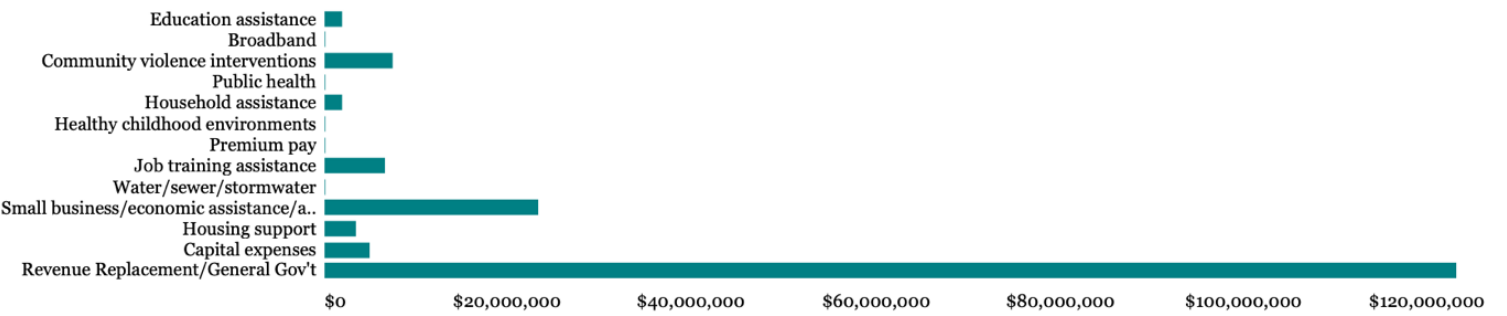 Education assistance
Broadband
Community violence interventions
Public health
Household assistance
Healthy childhood environments
Premium pay
Job training assistance
Water/sewer/stormwater
Small business/economic assistance/a..
Housing support
Capital expenses
Revenue Replacement/General Gov't
$0 $20,000,000 $40,000,000 $60,000,000 $80,000,000 $100,000,000 $120,000,000